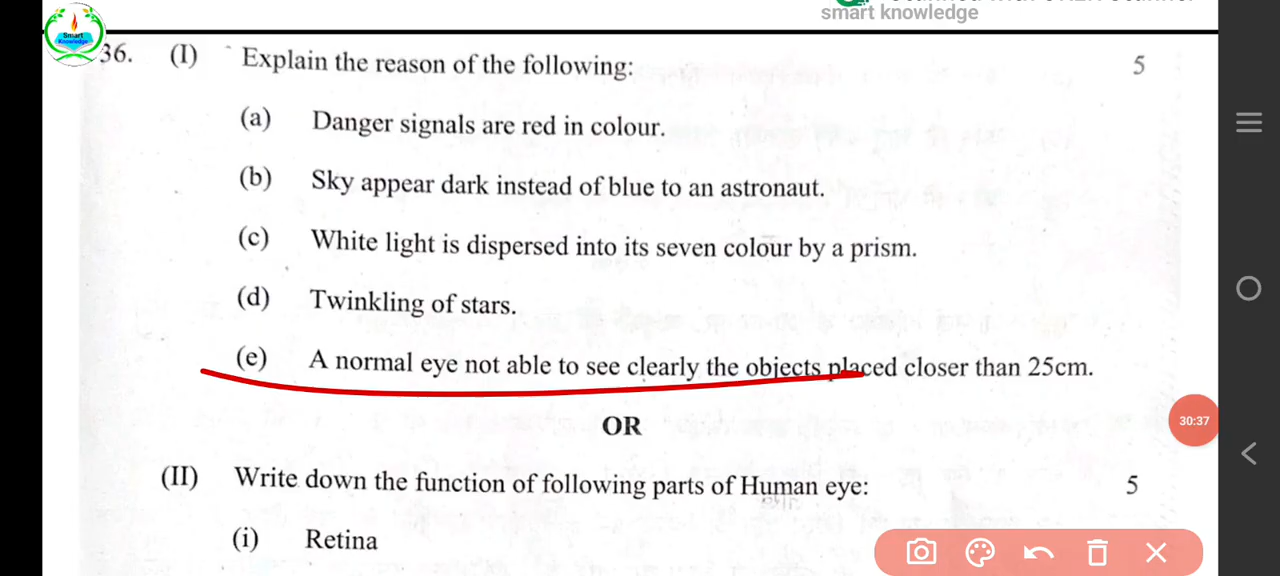 smart knowledge
Smart
Knowledge
36. (I) Explain the reason of the following: 5
(a) Danger signals are red in colour.
(b) Sky appear dark instead of blue to an astronaut.
(c) White light is dispersed into its seven colour by a prism.
(d) Twinkling of stars.
(e) A normal eye not able to see clearly the objects placed closer than 25cm.
OR
30:37
(II) Write down the function of following parts of Human eye: 5
(i) Retina